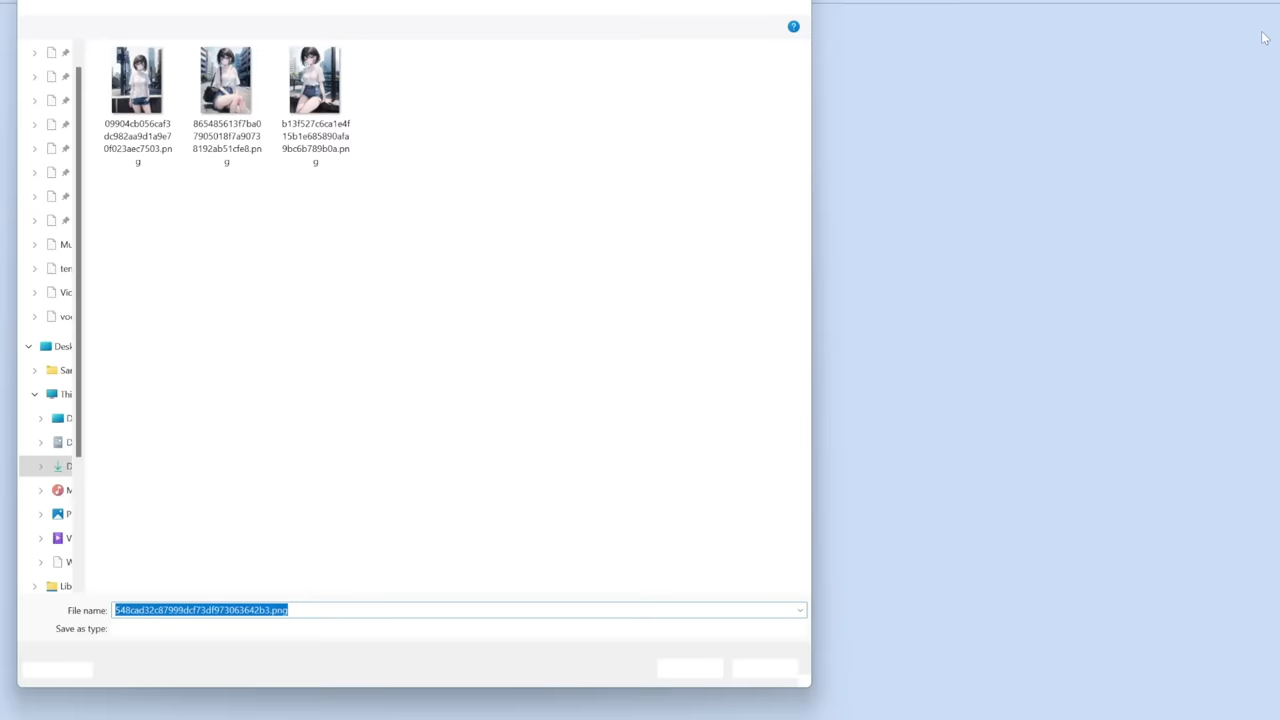 ?
09904cb056caf3
dc982aa9d1a9e7
0f023aec7503.pn
g
865485613f7ba0
7905018f7a9073
8192ab51cfe8.pn
g
b13f527c6ca1e4f
15b1e685890afa
9bc6b789b0a.pn
g
Mu
ten
Vic
voc
Desk
Sar
Thi
D
D
D
M
P
V
W
Lib
File name: 548cad32c87999dcf73df973063642b3.png
Save as type: